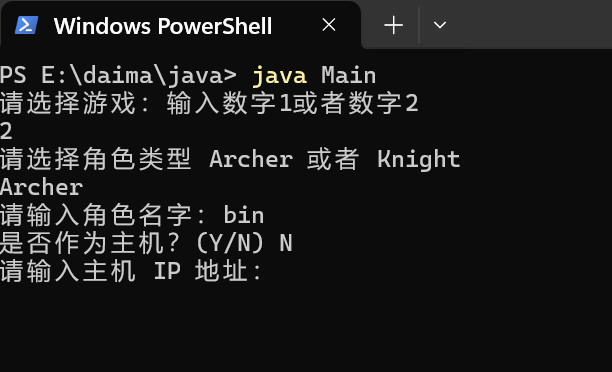 Windows PowerShell
PS E:\daima\java> java Main
请选择游戏：输入数字1或者数字2
2
请选择角色类型 Archer 或者 Knight
Archer
请输入角色名字：bin
是否作为主机？(Y/N) N
请输入主机 IP 地址：